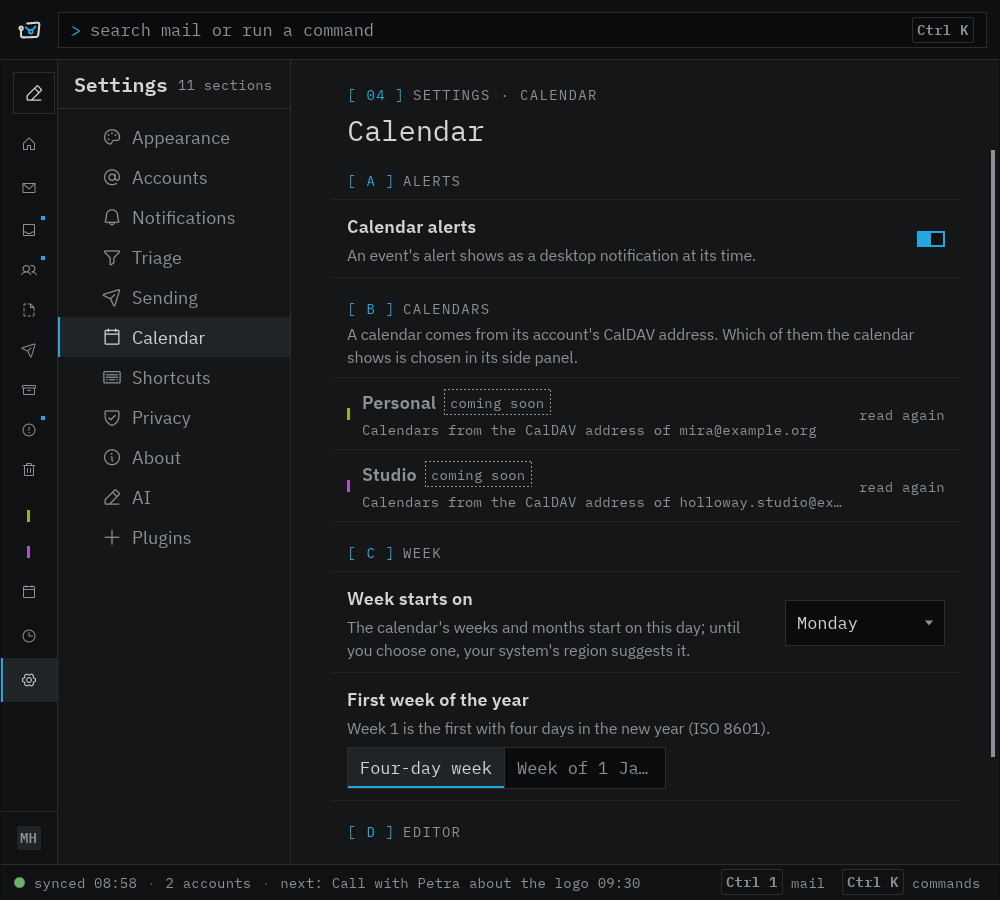 > search mail or run a command
Ctrl K
Settings 11 sections
Appearance
Accounts
Notifications
Triage
Sending
Calendar
Shortcuts
Privacy
About
AI
Plugins
MH
[ 04 ] SETTINGS · CALENDAR
Calendar
[ A ] ALERTS
Calendar alerts
An event's alert shows as a desktop notification at its time.
[ B ] CALENDARS
A calendar comes from its account's CalDAV address. Which of them the calendar
shows is chosen in its side panel.
Personal coming soon
Calendars from the CalDAV address of mira@example.org
read again
Studio coming soon
Calendars from the CalDAV address of holloway.studio@ex…
read again
[ C ] WEEK
Week starts on
The calendar's weeks and months start on this day; until
you choose one, your system's region suggests it.
Monday
First week of the year
Week 1 is the first with four days in the new year (ISO 8601).
Four-day week
Week of 1 Ja…
[ D ] EDITOR
synced 08:58 · 2 accounts · next: Call with Petra about the logo 09:30
Ctrl 1 mail
Ctrl K commands